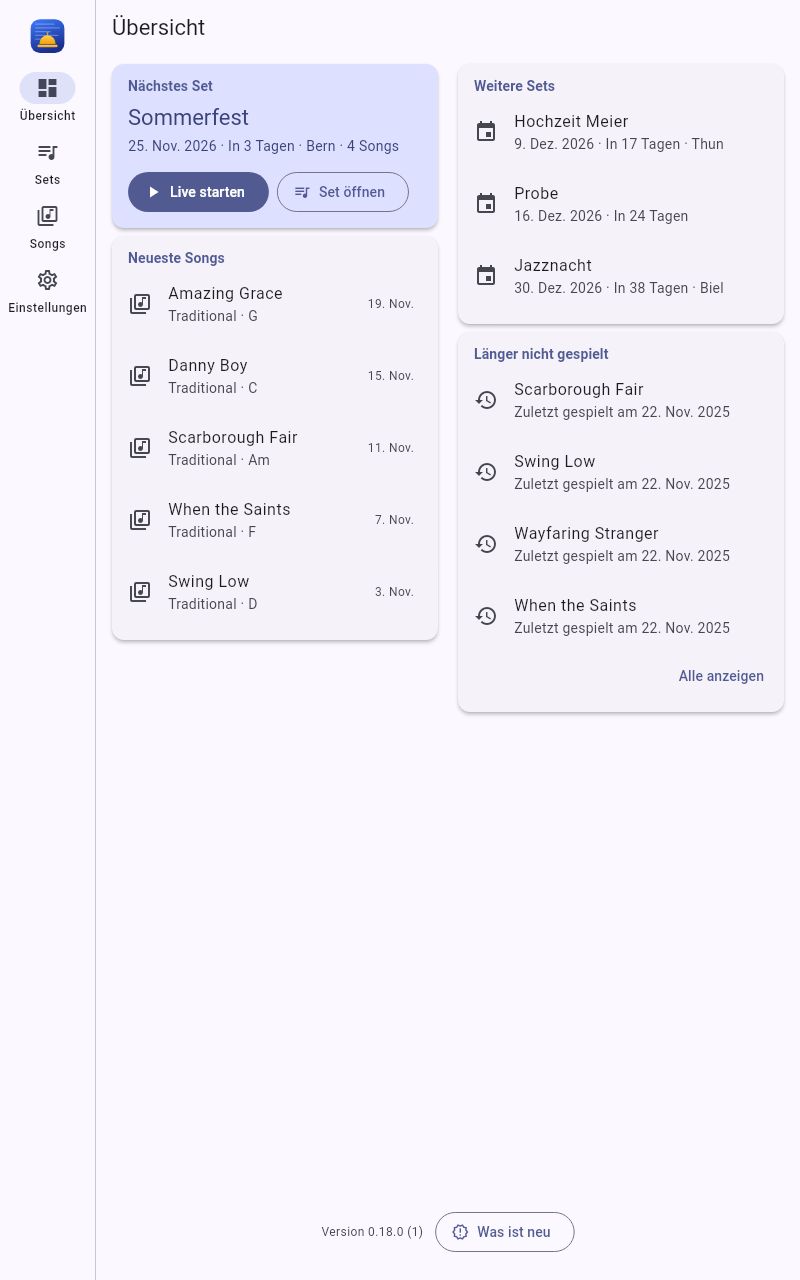 Übersicht
Sets
Songs
Einstellungen
Übersicht
Nächstes Set
Sommerfest
25. Nov. 2026 · In 3 Tagen · Bern · 4 Songs
Live starten
Set öffnen
Neueste Songs
Amazing Grace
Traditional · G
19. Nov.
Danny Boy
Traditional · C
15. Nov.
Scarborough Fair
Traditional · Am
11. Nov.
When the Saints
Traditional · F
7. Nov.
Swing Low
Traditional · D
3. Nov.
Weitere Sets
Hochzeit Meier
9. Dez. 2026 · In 17 Tagen · Thun
Probe
16. Dez. 2026 · In 24 Tagen
Jazznacht
30. Dez. 2026 · In 38 Tagen · Biel
Länger nicht gespielt
Scarborough Fair
Zuletzt gespielt am 22. Nov. 2025
Swing Low
Zuletzt gespielt am 22. Nov. 2025
Wayfaring Stranger
Zuletzt gespielt am 22. Nov. 2025
When the Saints
Zuletzt gespielt am 22. Nov. 2025
Alle anzeigen
Version 0.18.0 (1)
Was ist neu